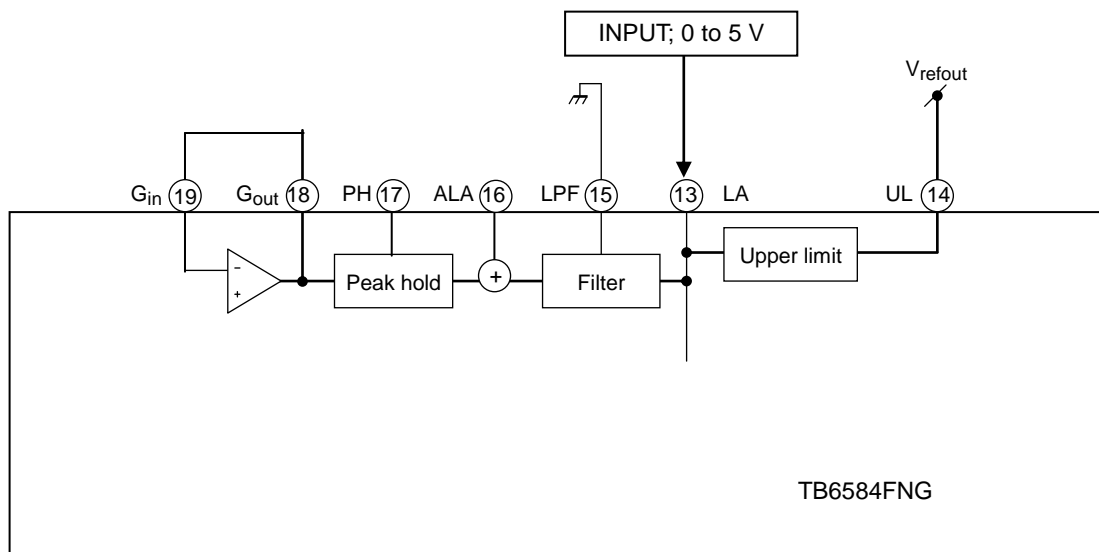 INPUT; 0 to 5 V
Vrefout
Gin 19 Gout 18 PH 17 ALA 16 LPF 15 13 LA UL 14
Upper limit
−
+
Peak hold
+
Filter
TB6584FNG